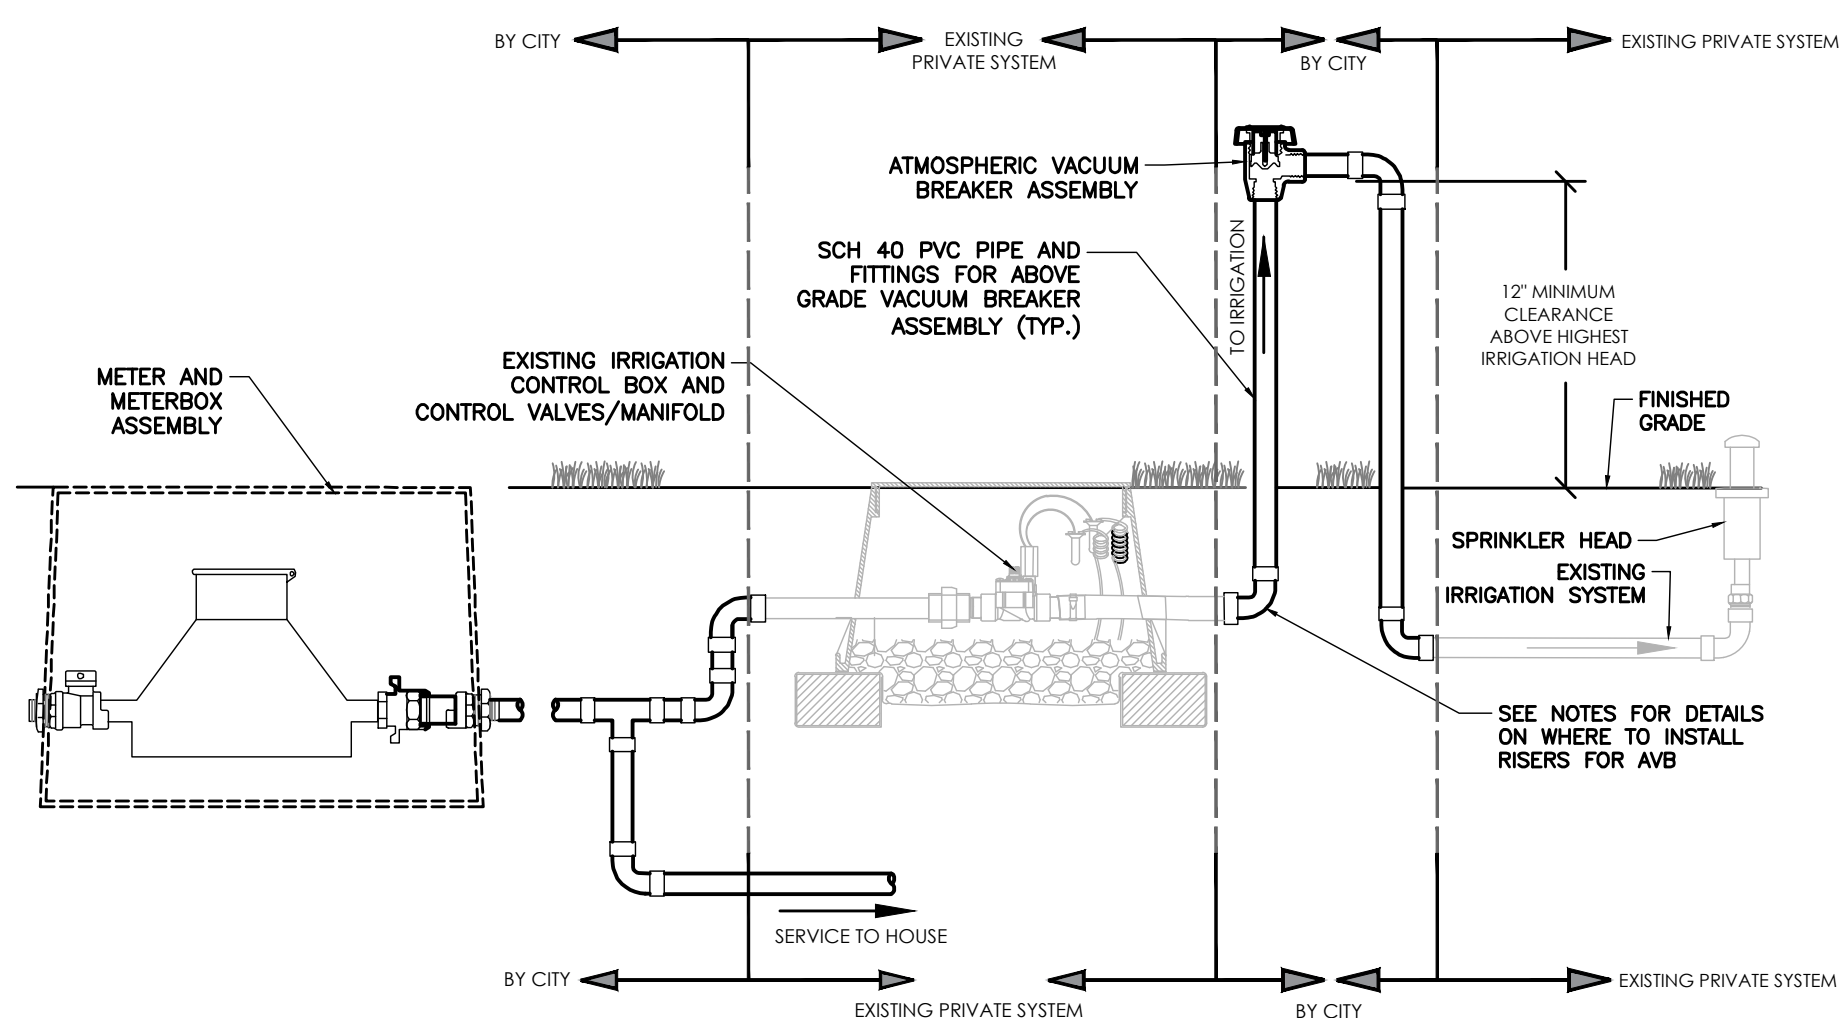 BY CITY
EXISTING
PRIVATE SYSTEM
BY CITY
EXISTING PRIVATE SYSTEM
ATMOSPHERIC VACUUM
BREAKER ASSEMBLY
SCH 40 PVC PIPE AND
FITTINGS FOR ABOVE
GRADE VACUUM BREAKER
ASSEMBLY (TYP.)
TO IRRIGATION
12" MINIMUM
CLEARANCE
ABOVE HIGHEST
IRRIGATION HEAD
EXISTING IRRIGATION
CONTROL BOX AND
CONTROL VALVES/MANIFOLD
METER AND
METERBOX
ASSEMBLY
FINISHED
GRADE
SPRINKLER HEAD
EXISTING
IRRIGATION SYSTEM
SEE NOTES FOR DETAILS
ON WHERE TO INSTALL
RISERS FOR AVB
SERVICE TO HOUSE
BY CITY
EXISTING PRIVATE SYSTEM
BY CITY
EXISTING PRIVATE SYSTEM